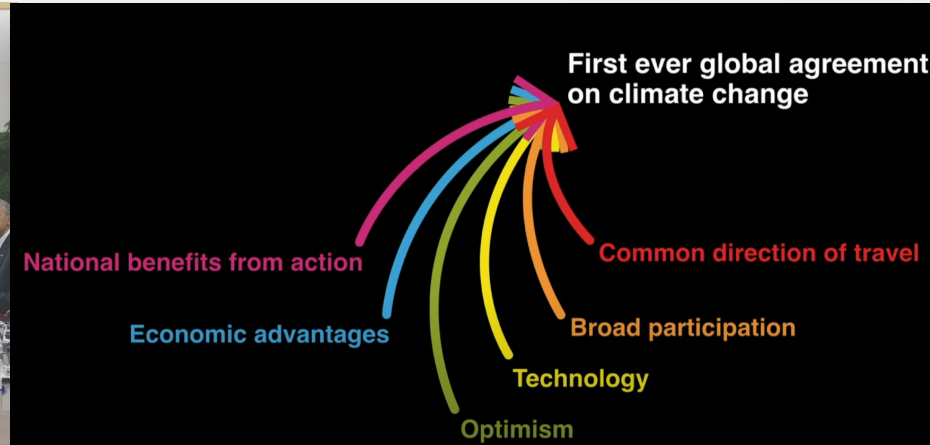 First ever global agreement
on climate change
National benefits from action
Common direction of travel
Economic advantages
Broad participation
Technology
Optimism